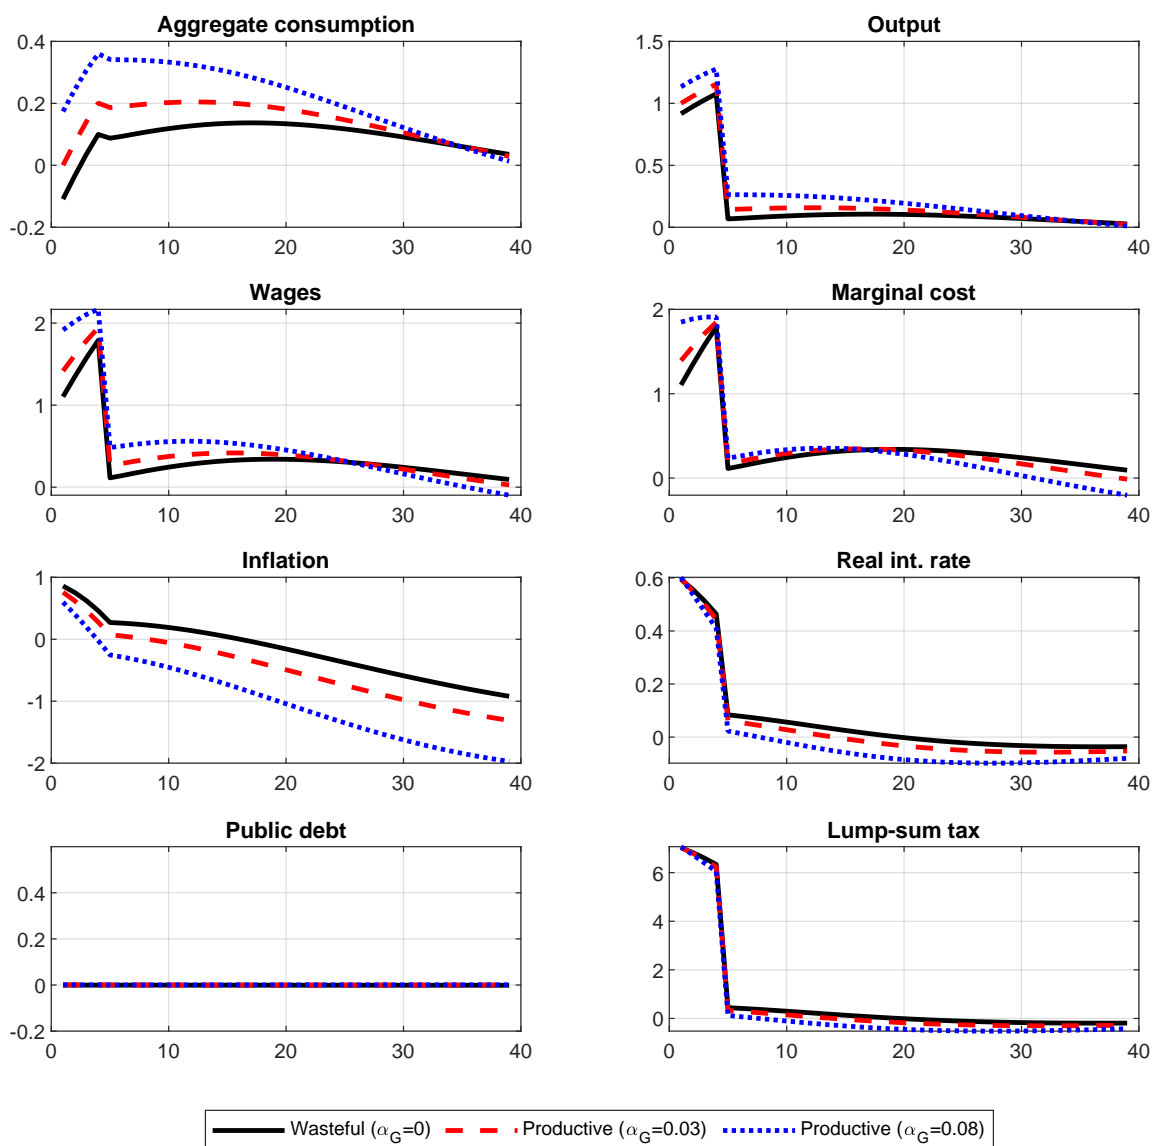 Aggregate consumption
0.4
0.2
0
-0.2
0 10 20 30 40
Output
1.5
1
0.5
0
0 10 20 30 40
Wages
2
1
0
0 10 20 30 40
Marginal cost
2
1
0
0 10 20 30 40
Inflation
1
0
-1
-2
0 10 20 30 40
Real int. rate
0.6
0.4
0.2
0
0 10 20 30 40
Public debt
0.4
0.2
0
-0.2
0 10 20 30 40
Lump-sum tax
6
4
2
0
0 10 20 30 40
Wasteful (α_G=0) Productive (α_G=0.03) Productive (α_G=0.08)